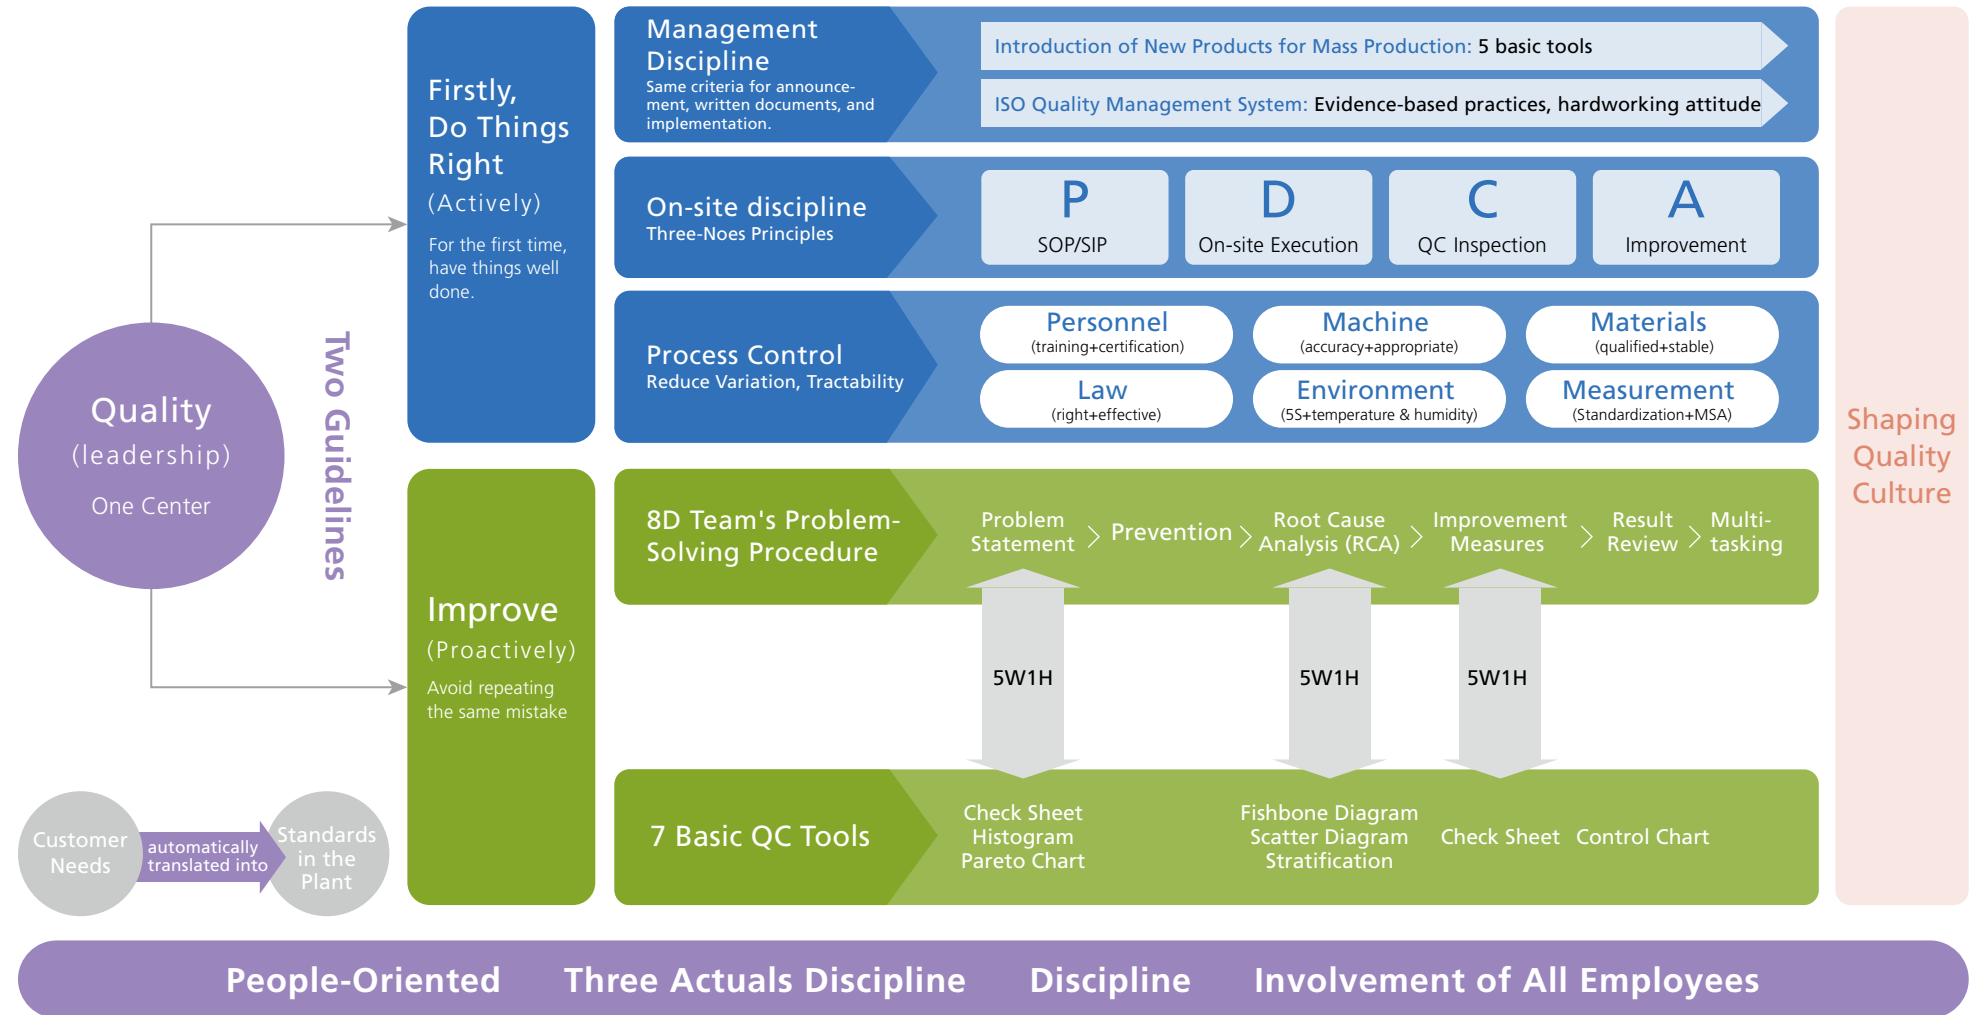 Quality
(leadership)
One Center
Two Guidelines
Customer
Needs
automatically
translated into
Standards
in the
Plant
Firstly,
Do Things
Right
(Actively)
For the first time,
have things well
done.
Management
Discipline
Same criteria for announce-
ment, written documents, and
implementation.
Introduction of New Products for Mass Production: 5 basic tools
ISO Quality Management System: Evidence-based practices, hardworking attitude
On-site discipline
Three-Noes Principles
P
SOP/SIP
D
On-site Execution
C
QC Inspection
A
Improvement
Process Control
Reduce Variation, Tractability
Personnel
(training+certification)
Machine
(accuracy+appropriate)
Materials
(qualified+stable)
Law
(right+effective)
Environment
(5S+temperature & humidity)
Measurement
(Standardization+MSA)
Improve
(Proactively)
Avoid repeating
the same mistake
8D Team's Problem-
Solving Procedure
Problem
Statement
Prevention
Root Cause
Analysis (RCA)
Improvement
Measures
Result
Review
Multi-
tasking
5W1H
5W1H
5W1H
7 Basic QC Tools
Check Sheet
Histogram
Pareto Chart
Fishbone Diagram
Scatter Diagram
Stratification
Check Sheet
Control Chart
Shaping
Quality
Culture
People-Oriented
Three Actuals Discipline
Discipline
Involvement of All Employees